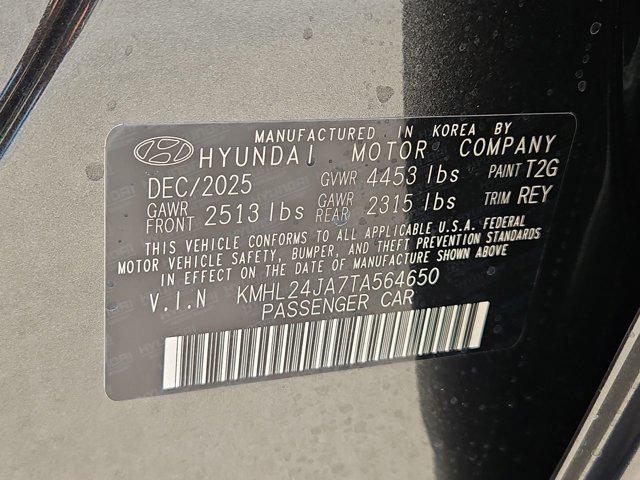 MANUFACTURED IN KOREA BY
HYUNDAI MOTOR COMPANY
DEC/2025 GVWR 4453 lbs PAINT T2G
GAWR FRONT 2513 lbs GAWR REAR 2315 lbs TRIM REY
THIS VEHICLE CONFORMS TO ALL APPLICABLE U.S.A. FEDERAL
MOTOR VEHICLE SAFETY, BUMPER, AND THEFT PREVENTION STANDARDS
IN EFFECT ON THE DATE OF MANUFACTURE SHOWN ABOVE
V.I.N KMHL24JA7TA564650
PASSENGER CAR